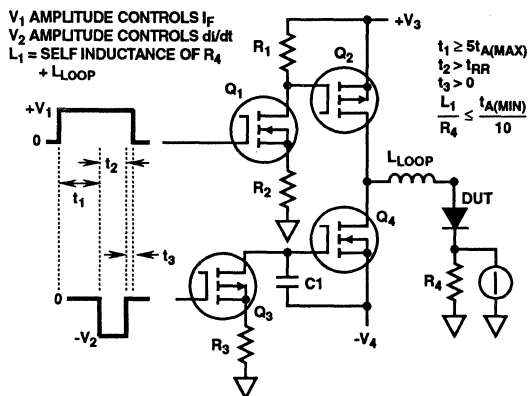 V1 AMPLITUDE CONTROLS IF
V2 AMPLITUDE CONTROLS di/dt
L1 = SELF INDUCTANCE OF R4
+ LLOOP
+V1
0
t2
t1
t3
0
-V2
R1
Q1
R2
Q2
+V3
Q3
R3
C1
Q4
-V4
LLOOP
DUT
R4
t1 ≥ 5tA(MAX)
t2 > tRR
t3 > 0
L1/R4 ≤ tA(MIN)/10